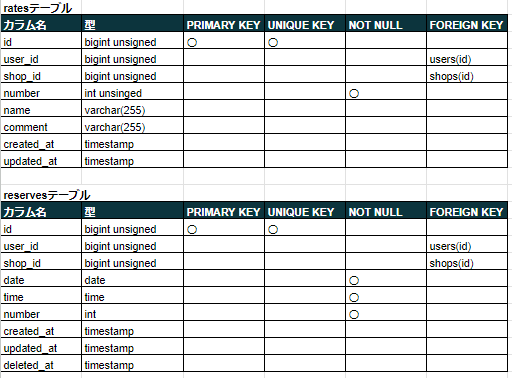 ratesテーブル
カラム名 型 PRIMARY KEY UNIQUE KEY NOT NULL FOREIGN KEY
id bigint unsigned ○ ○
user_id bigint unsigned users(id)
shop_id bigint unsigned shops(id)
number int unsinged ○
name varchar(255)
comment varchar(255)
created_at timestamp
updated_at timestamp
reservesテーブル
カラム名 型 PRIMARY KEY UNIQUE KEY NOT NULL FOREIGN KEY
id bigint unsigned ○ ○
user_id bigint unsigned users(id)
shop_id bigint unsigned shops(id)
date date ○
time time ○
number int ○
created_at timestamp
updated_at timestamp
deleted_at timestamp